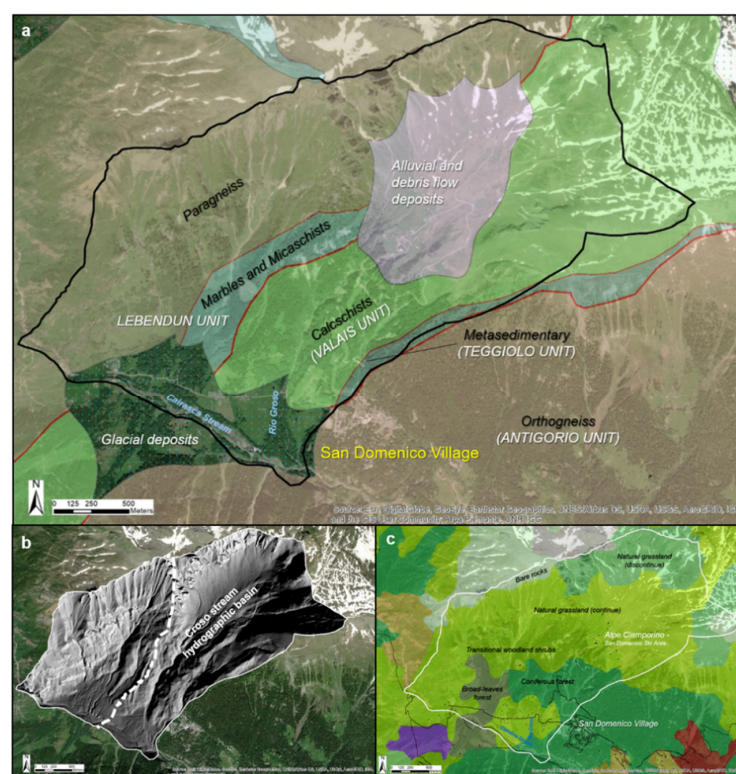 a
Alluvial and
debris flow
deposits
Paragneiss
Marbles and Micaschists
LEBENDUN UNIT
Calcschists
(VALAIS UNIT)
Metasedimentary
(TEGGIOLO UNIT)
Cairasca Stream
Rio Groso
Orthogneiss
(ANTIGORIO UNIT)
Glacial deposits
San Domenico Village
N
0 125 250 500
Meters
b
Croso stream
hydrographic basin
N
c
Natural grassland
(discontinue)
Bare rocks
Natural grassland (continue)
Alpe Ciamporino -
San Domenico Ski Area
Transitional woodland shrubs
Coniferous forest
Broad-leaves
forest
San Domenico Village
N